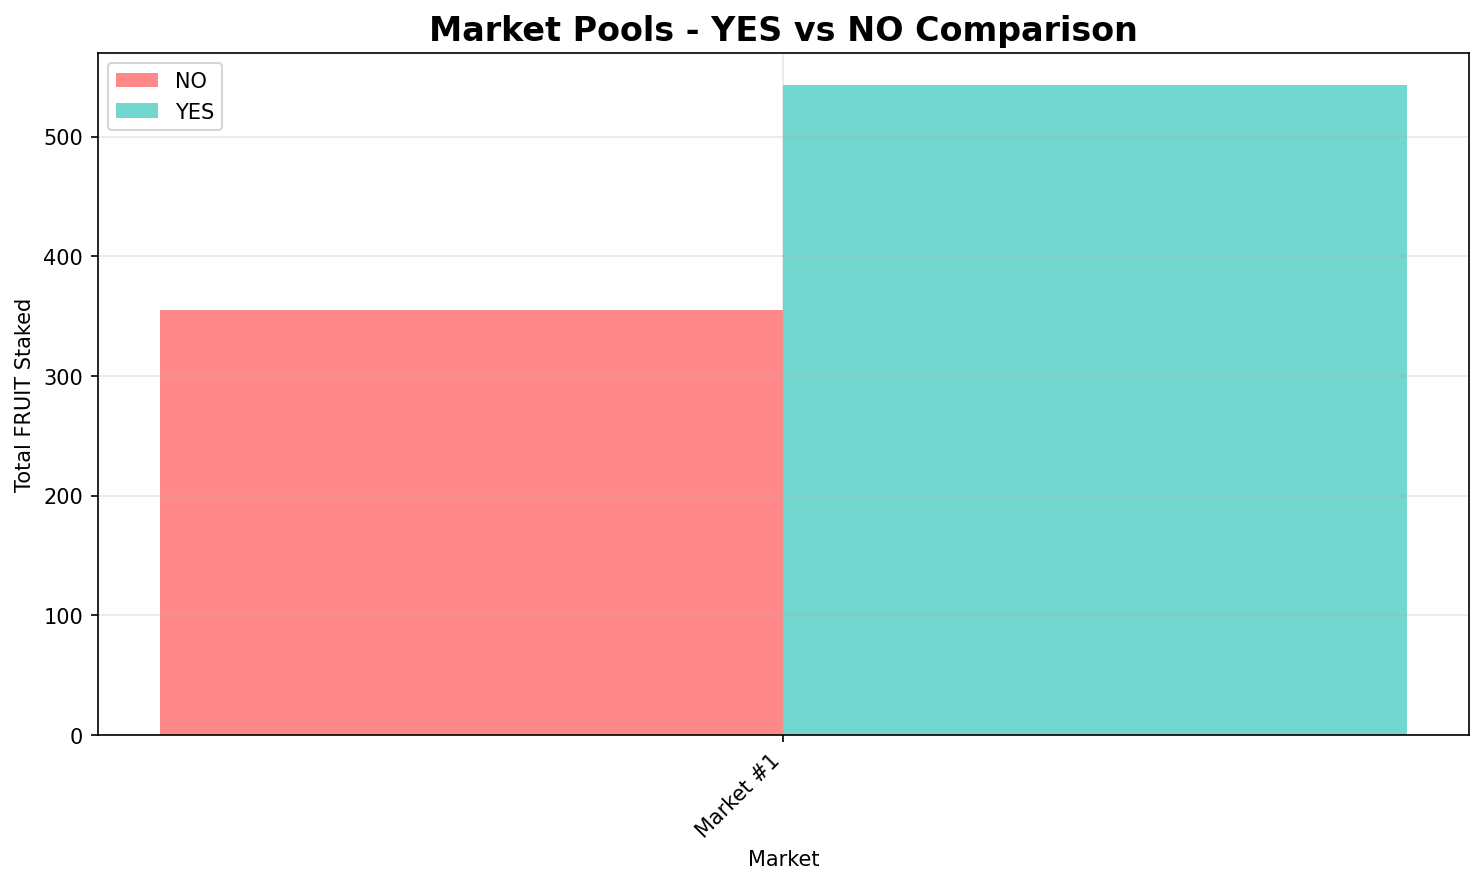 Market Pools - YES vs NO Comparison
NO
YES
500
400
300
200
100
0
Total FRUIT Staked
Market #1
Market